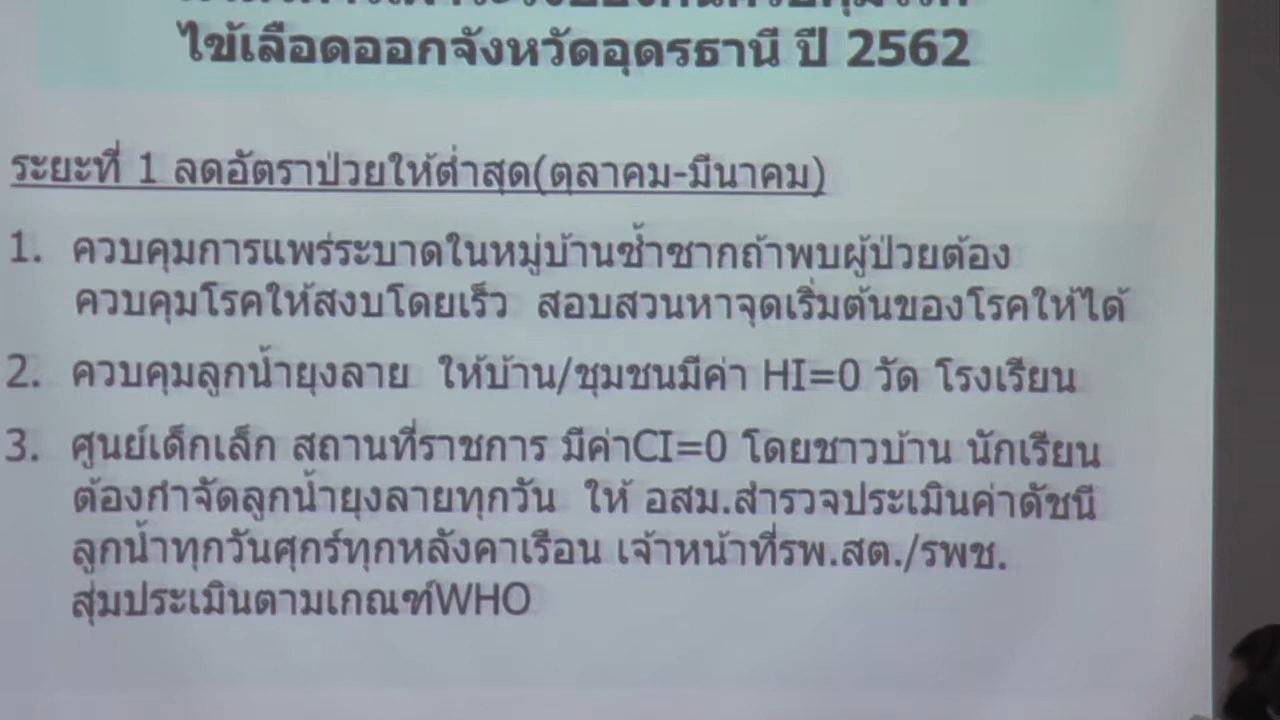 ไข้เลือดออกจังหวัดอุดรธานี ปี 2562
ระยะที่ 1 ลดอัตราป่วยให้ต่ำสุด(ตุลาคม-มีนาคม)
1. ควบคุมการแพร่ระบาดในหมู่บ้านซ้ำซากถ้าพบผู้ป่วยต้อง
ควบคุมโรคให้สงบโดยเร็ว สอบสวนหาจุดเริ่มต้นของโรคให้ได้
2. ควบคุมลูกน้ำยุงลาย ให้บ้าน/ชุมชนมีค่า HI=0 วัด โรงเรียน
3. ศูนย์เด็กเล็ก สถานที่ราชการ มีค่าCI=0 โดยชาวบ้าน นักเรียน
ต้องกำจัดลูกน้ำยุงลายทุกวัน ให้ อสม.สำรวจประเมินค่าดัชนี
ลูกน้ำทุกวันศุกร์ทุกหลังคาเรือน เจ้าหน้าที่รพ.สต./รพช.
สุ่มประเมินตามเกณฑ์WHO